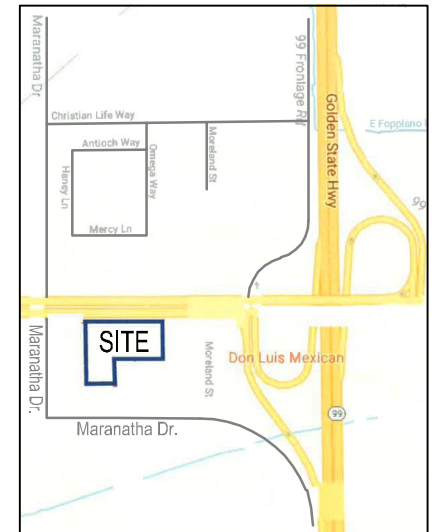 Maranatha Dr
99 Frontage Rd
Golden State Hwy
Christian Life Way
E Foppiano
Antioch Way
Haney Ln
Omega Way
Moreland St
99
Mercy Ln
SITE
Maranatha Dr.
Moreland St
Don Luis Mexican
Maranatha Dr.
99